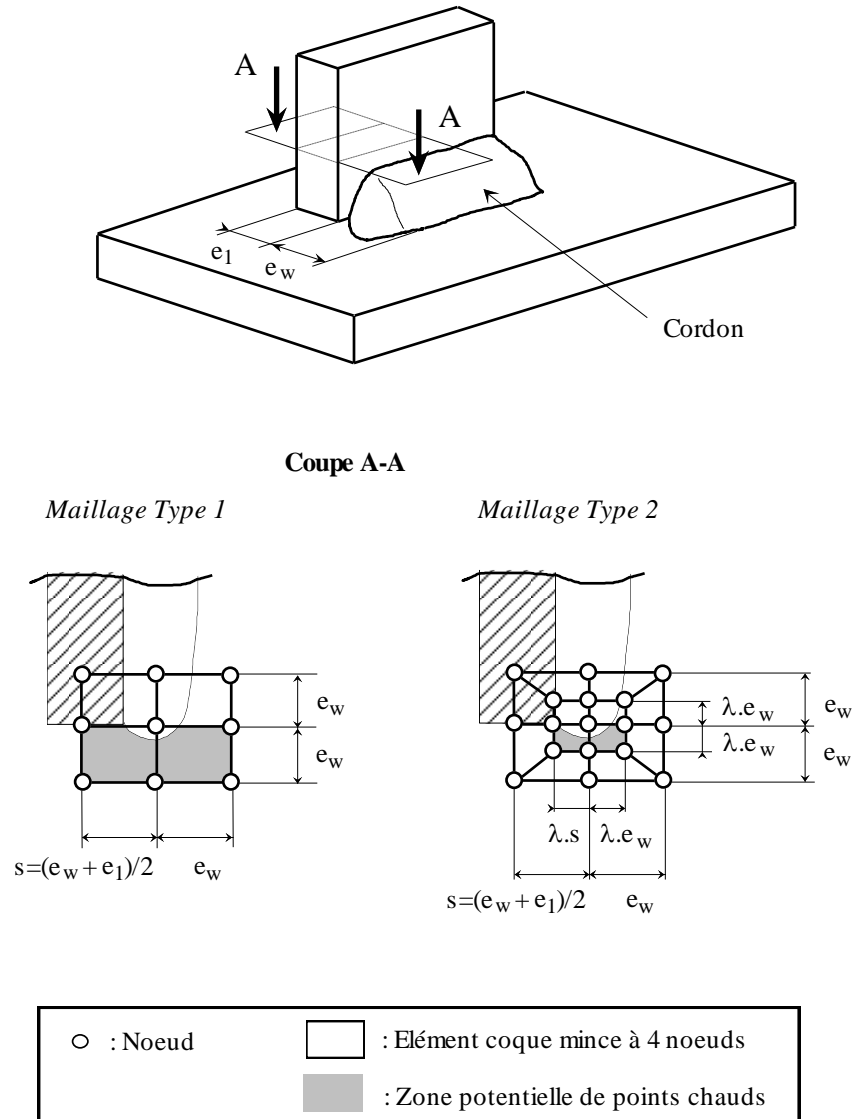 A
A
e1
ew
Cordon
Coupe A-A
Maillage Type 1
Maillage Type 2
ew
ew
s=(ew + e1)/2
ew
λ.ew
λ.ew
ew
ew
λ.s
λ.ew
s=(ew + e1)/2
ew
: Noeud
: Elément coque mince à 4 noeuds
: Zone potentielle de points chauds